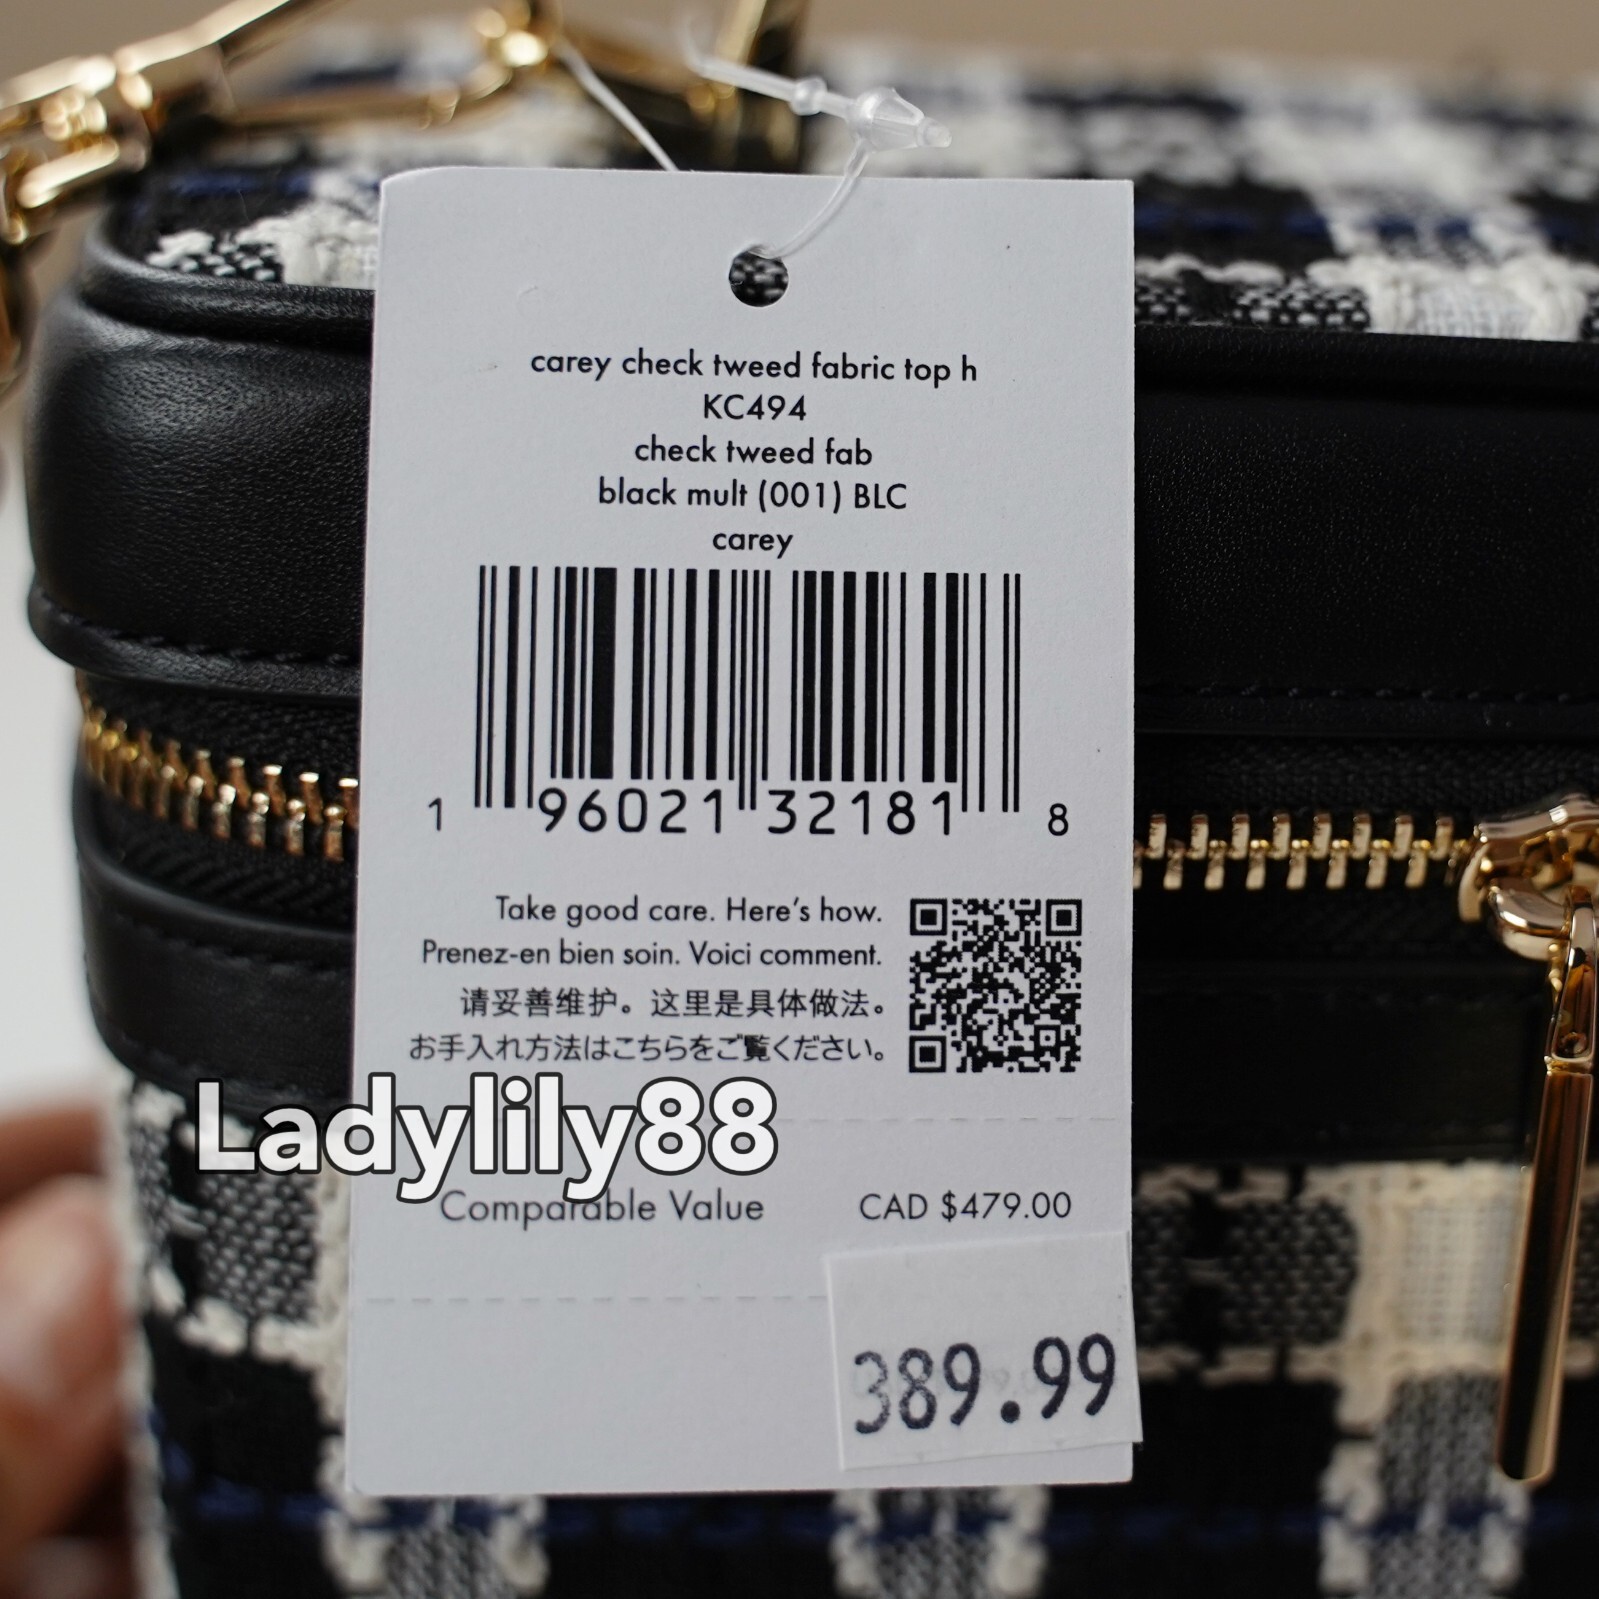 carey check tweed fabric top h
KC494
check tweed fab
black mult (001) BLC
carey
1 96021 32181 8
Take good care. Here's how.
Prenez-en bien soin. Voici comment.
请妥善维护。这里是具体做法。
お手入れ方法はこちらをご覧ください。
Ladylily88
Comparable Value CAD $479.00
389.99